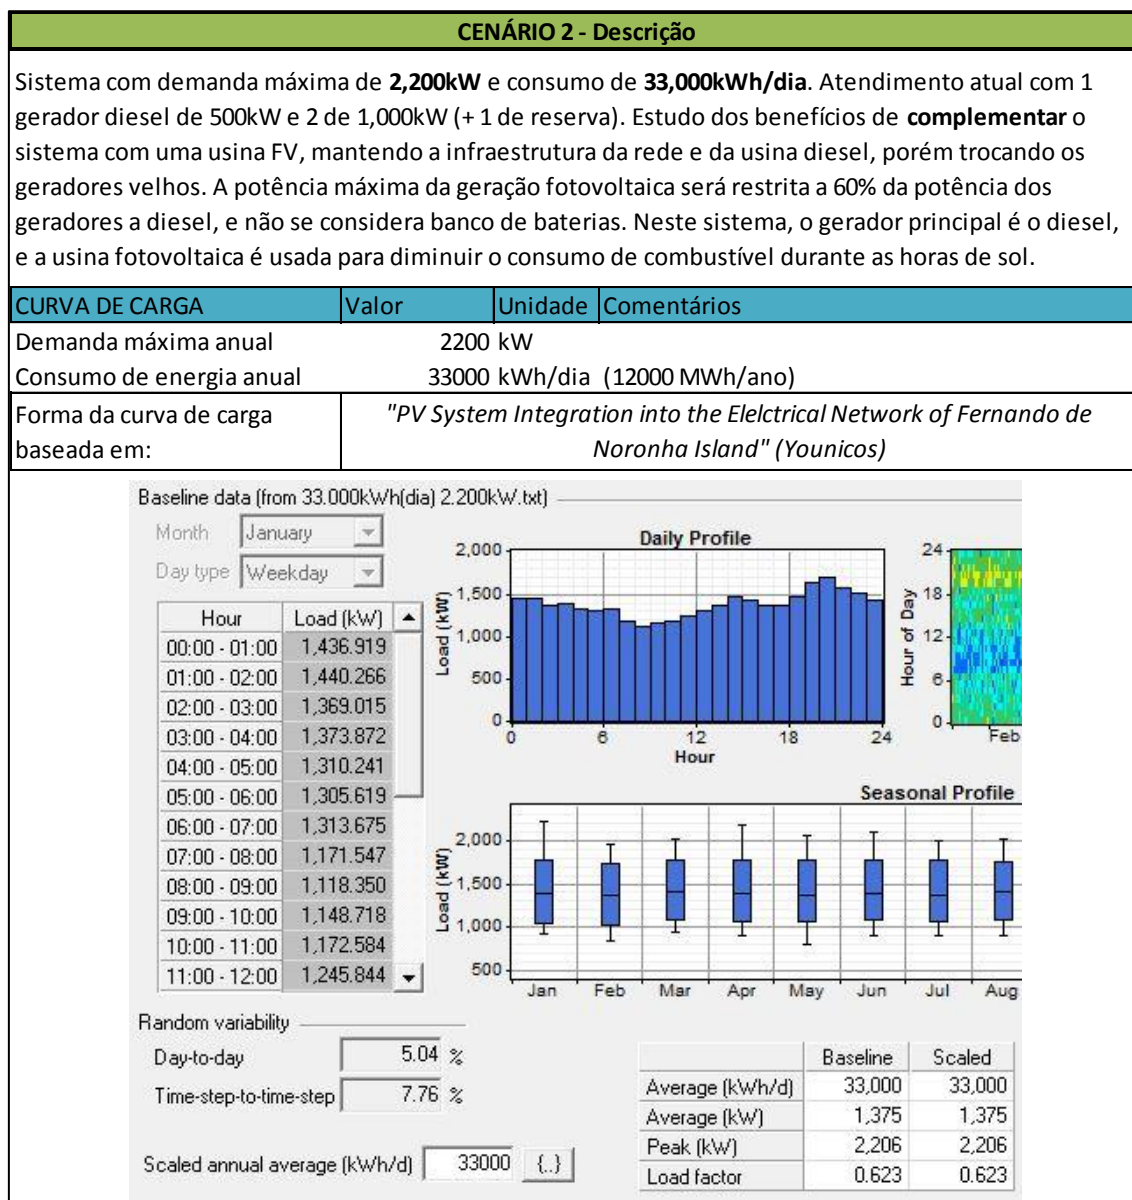 CENÁRIO 2 - Descrição
Sistema com demanda máxima de 2,200kW e consumo de 33,000kWh/dia. Atendimento atual com 1
gerador diesel de 500kW e 2 de 1,000kW (+ 1 de reserva). Estudo dos benefícios de complementar o
sistema com uma usina FV, mantendo a infraestrutura da rede e da usina diesel, porém trocando os
geradores velhos. A potência máxima da geração fotovoltaica será restrita a 60% da potência dos
geradores a diesel, e não se considera banco de baterias. Neste sistema, o gerador principal é o diesel,
e a usina fotovoltaica é usada para diminuir o consumo de combustível durante as horas de sol.
CURVA DE CARGA Valor Unidade Comentários
Demanda máxima anual 2200 kW
Consumo de energia anual 33000 kWh/dia (12000 MWh/ano)
Forma da curva de carga
baseada em:
"PV System Integration into the Elelctrical Network of Fernando de
Noronha Island" (Younicos)
Baseline data (from 33.000kWh(dia) 2.200kW.txt)
Month January
Day type Weekday
Hour Load (kW)
00:00 - 01:00 1,436.919
01:00 - 02:00 1,440.266
02:00 - 03:00 1,369.015
03:00 - 04:00 1,373.872
04:00 - 05:00 1,310.241
05:00 - 06:00 1,305.619
06:00 - 07:00 1,313.675
07:00 - 08:00 1,171.547
08:00 - 09:00 1,118.350
09:00 - 10:00 1,148.718
10:00 - 11:00 1,172.584
11:00 - 12:00 1,245.844
Daily Profile
Load (kW)
2,000
1,500
1,000
500
0
0 6 12 18 24
Hour
Hour of Day
24
18
12
6
0
Feb
Seasonal Profile
Load (kW)
2,000
1,500
1,000
500
Jan Feb Mar Apr May Jun Jul Aug
Random variability
Day-to-day 5.04 %
Time-step-to-time-step 7.76 %
Scaled annual average (kWh/d) 33000 {..}
Baseline Scaled
Average (kWh/d) 33,000 33,000
Average (kW) 1,375 1,375
Peak (kW) 2,206 2,206
Load factor 0.623 0.623